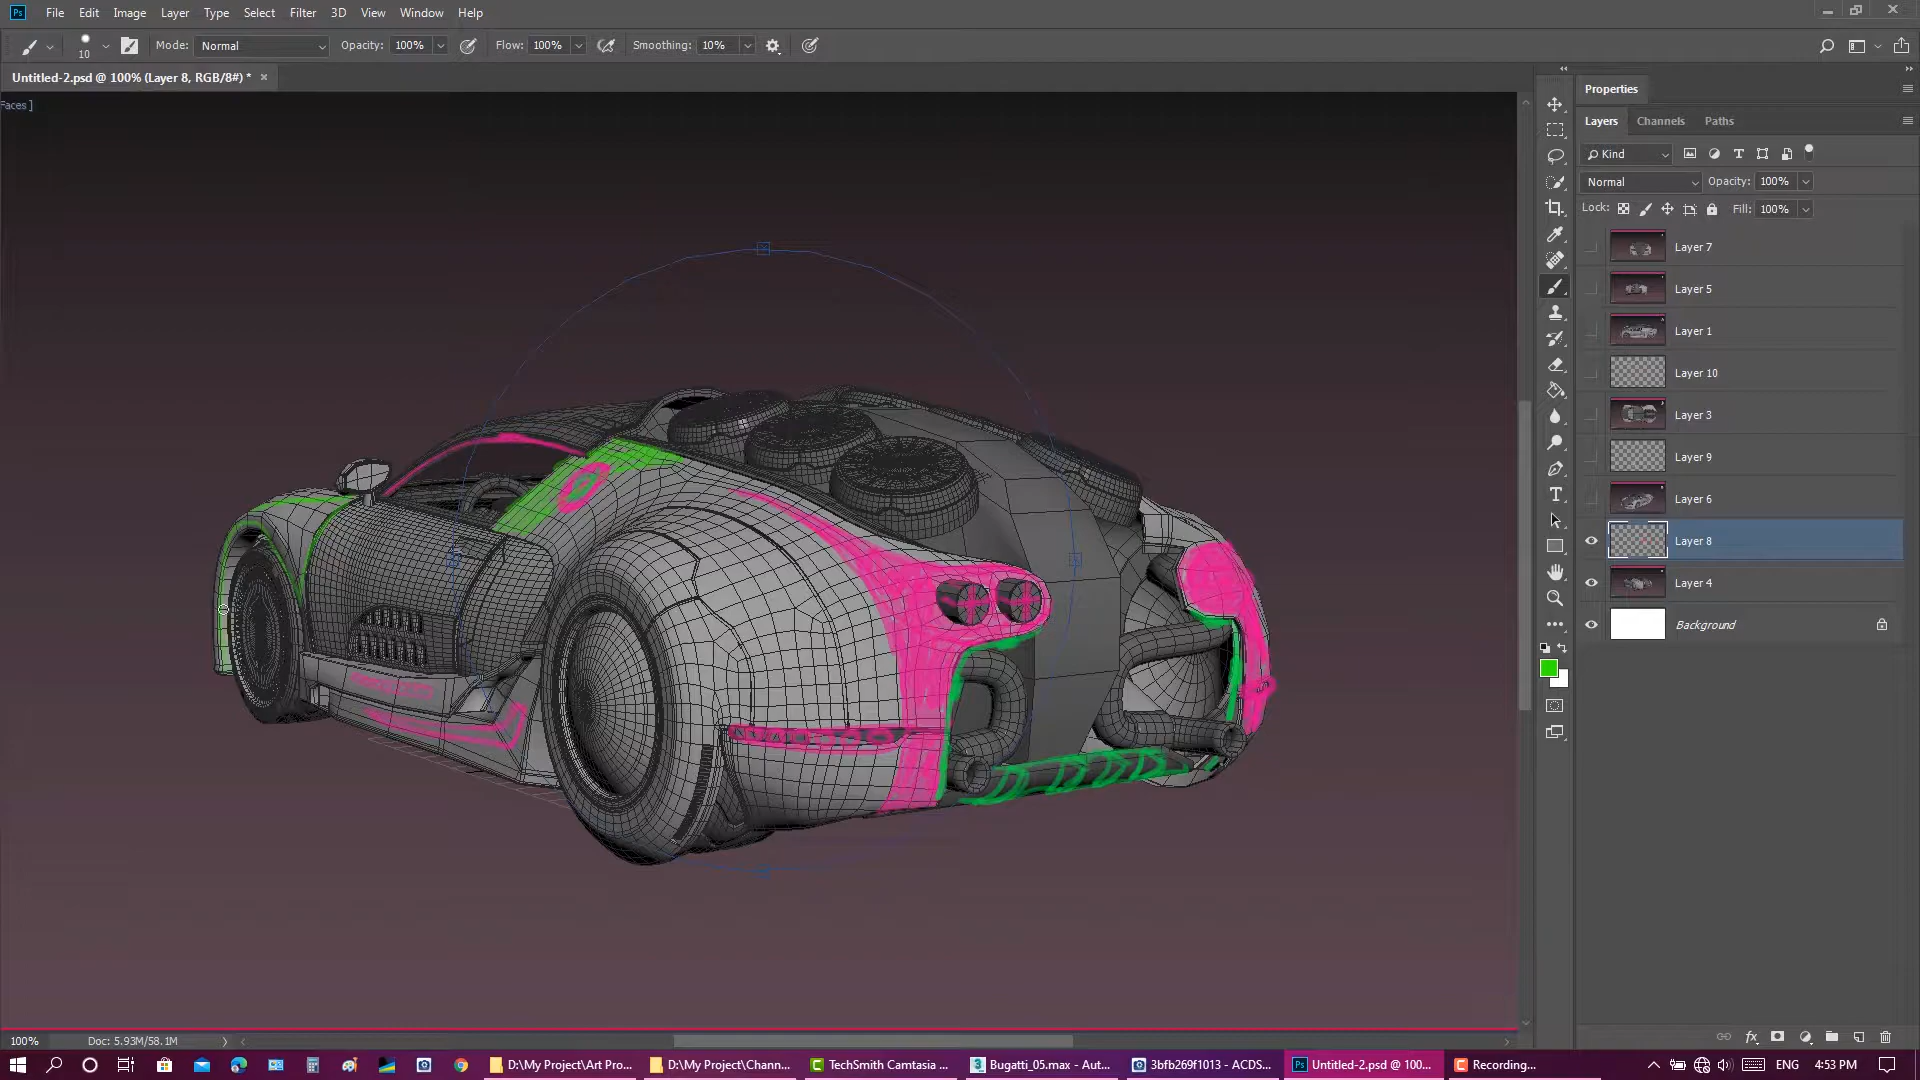 Ps File Edit Image Layer Type Select Filter 3D View Window Help
10 Mode: Normal Opacity: 100% Flow: 100% Smoothing: 10%
Untitled-2.psd @ 100% (Layer 8, RGB/8#) * ×
Faces ]
Properties
Layers Channels Paths
Kind
Normal Opacity: 100%
Lock: Fill: 100%
Layer 7
Layer 5
Layer 1
Layer 10
Layer 3
Layer 9
Layer 6
Layer 8
Layer 4
Background
100% Doc: 5.93M/58.1M
D:\My Project\Art Pro... D:\My Project\Chann... TechSmith Camtasia ... Bugatti_05.max - Aut... 3bfb269f1013 - ACDS... Untitled-2.psd @ 100... Recording... ENG 4:53 PM